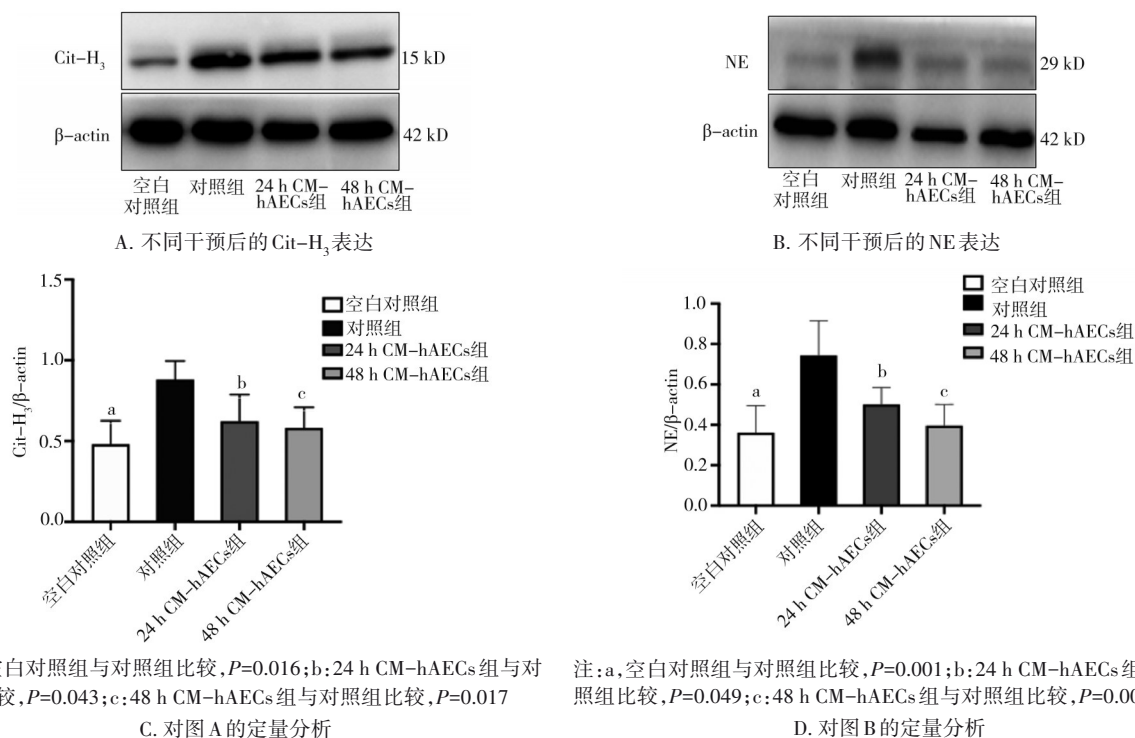 Cit-H₃
15 kD
β-actin
42 kD
空白
对照组
对照组
24 h CM-
hAECs组
48 h CM-
hAECs组
A. 不同干预后的Cit-H₃表达
NE
29 kD
β-actin
42 kD
空白
对照组
对照组
24 h CM-
hAECs组
48 h CM-
hAECs组
B. 不同干预后的NE表达
Cit-H₃/β-actin
1.5
1.0
0.5
0.0
a
b
c
空白对照组
对照组
24 h CM-hAECs组
48 h CM-hAECs组
空白对照组
对照组
24 h CM-hAECs组
48 h CM-hAECs组
白对照组与对照组比较,P=0.016;b:24 h CM-hAECs组与对
较,P=0.043;c:48 h CM-hAECs组与对照组比较,P=0.017
C. 对图A的定量分析
NE/β-actin
1.0
0.8
0.6
0.4
0.2
0.0
a
b
c
空白对照组
对照组
24 h CM-hAECs组
48 h CM-hAECs组
空白对照组
对照组
24 h CM-hAECs组
48 h CM-hAECs组
注:a,空白对照组与对照组比较,P=0.001;b:24 h CM-hAECs组
照组比较,P=0.049;c:48 h CM-hAECs组与对照组比较,P=0.00
D. 对图B的定量分析